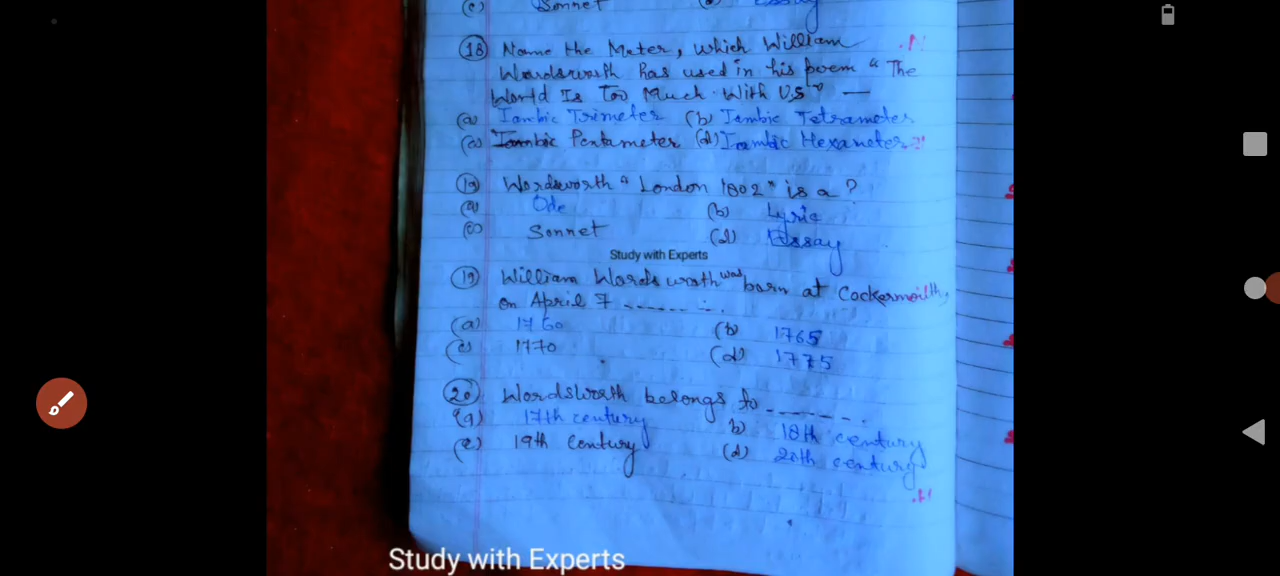 (c) Sonnet (d) Essay
(18) Name the Meter, which William
Wordsworth has used in his poem "The
World Is Too Much With US" —
(a) Iambic Trimeter (b) Iambic Tetrameter
(c) Iambic Pentameter (d) Iambic Hexameter
(19) Wordsworth "London 1802" is a ?
(a) Ode (b) Lyric
(c) Sonnet (d) Essay
Study with Experts
(19) William Wordswrath was born at Cockermouth,
on April 7 ------
(a) 1760 (b) 1765
(c) 1770 (d) 1775
(20) Wordsworth belongs to -------.
(a) 17th century b) 18th century
(c) 19th Century (d) 20th century
Study with Experts